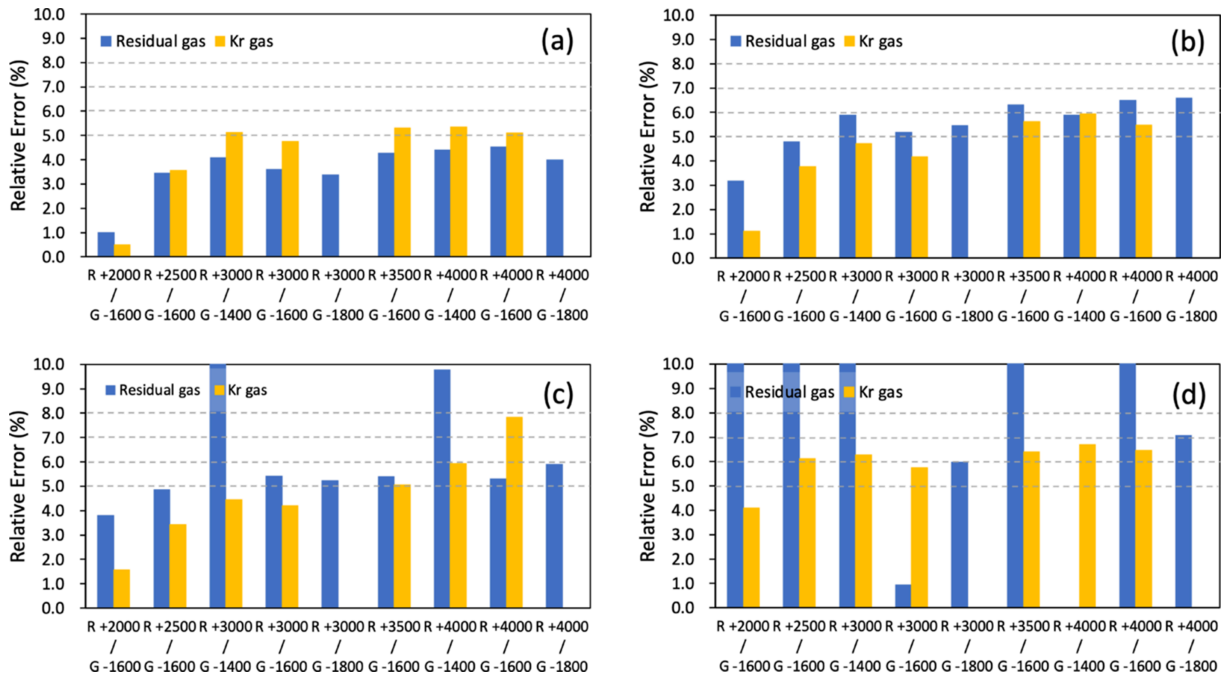 10.0
9.0
8.0
7.0
6.0
5.0
4.0
3.0
2.0
1.0
0.0
Relative Error (%)
Residual gas Kr gas
(a)
R +2000 R +2500 R +3000 R +3000 R +3000 R +3500 R +4000 R +4000 R +4000
/ / / / / / / / /
G -1600 G -1600 G -1400 G -1600 G -1800 G -1600 G -1400 G -1600 G -1800
10.0
9.0
8.0
7.0
6.0
5.0
4.0
3.0
2.0
1.0
0.0
Relative Error (%)
Residual gas Kr gas
(b)
R +2000 R +2500 R +3000 R +3000 R +3000 R +3500 R +4000 R +4000 R +4000
/ / / / / / / / /
G -1600 G -1600 G -1400 G -1600 G -1800 G -1600 G -1400 G -1600 G -1800
10.0
9.0
8.0
7.0
6.0
5.0
4.0
3.0
2.0
1.0
0.0
Relative Error (%)
Residual gas Kr gas
(c)
R +2000 R +2500 R +3000 R +3000 R +3000 R +3500 R +4000 R +4000 R +4000
/ / / / / / / / /
G -1600 G -1600 G -1400 G -1600 G -1800 G -1600 G -1400 G -1600 G -1800
10.0
9.0
8.0
7.0
6.0
5.0
4.0
3.0
2.0
1.0
0.0
Relative Error (%)
Residual gas Kr gas
(d)
R +2000 R +2500 R +3000 R +3000 R +3000 R +3500 R +4000 R +4000 R +4000
/ / / / / / / / /
G -1600 G -1600 G -1400 G -1600 G -1800 G -1600 G -1400 G -1600 G -1800